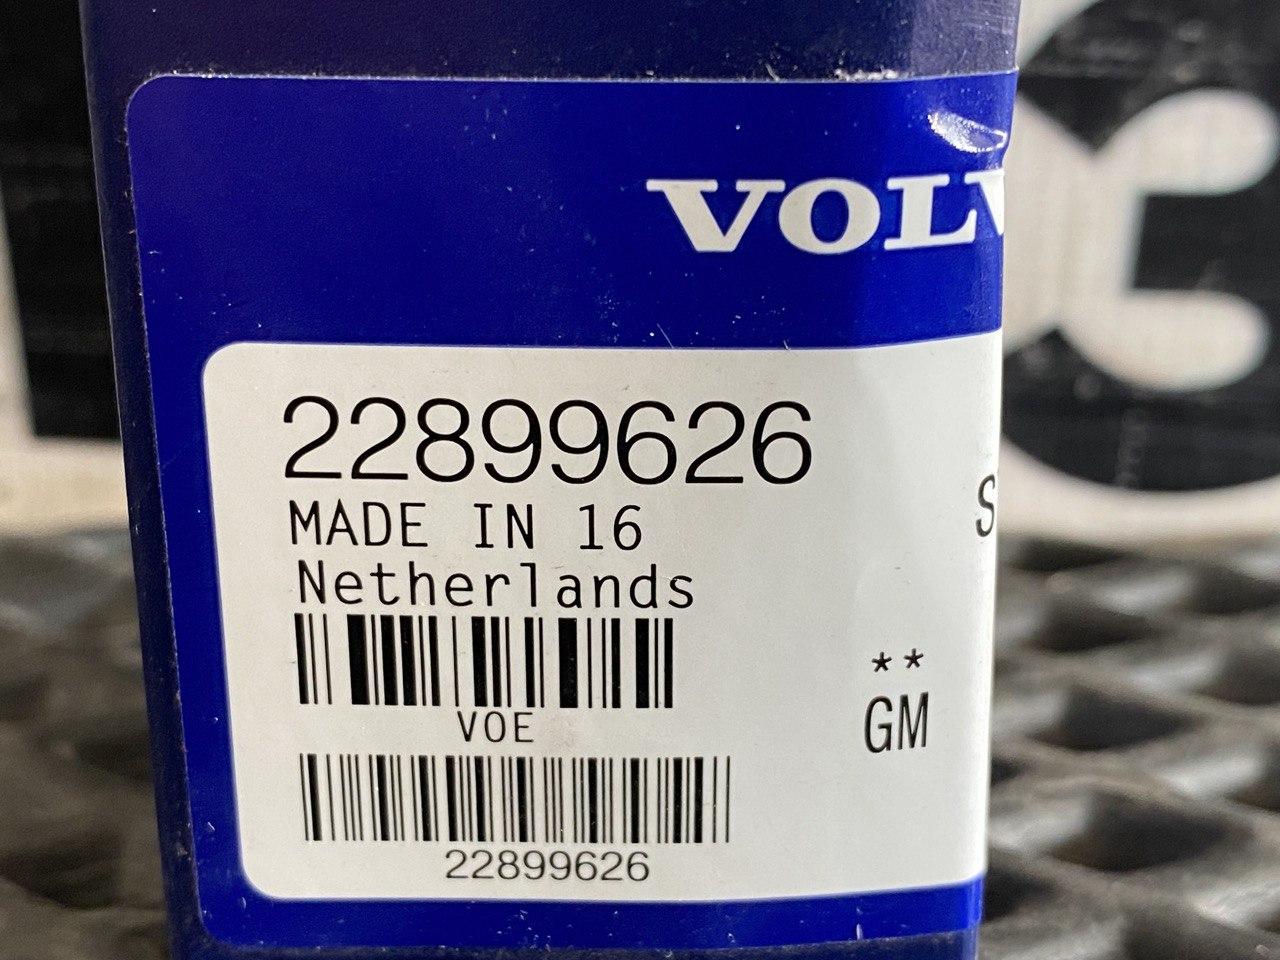 VOLV
22899626
MADE IN 16
Netherlands
S
**
VOE
GM
22899626